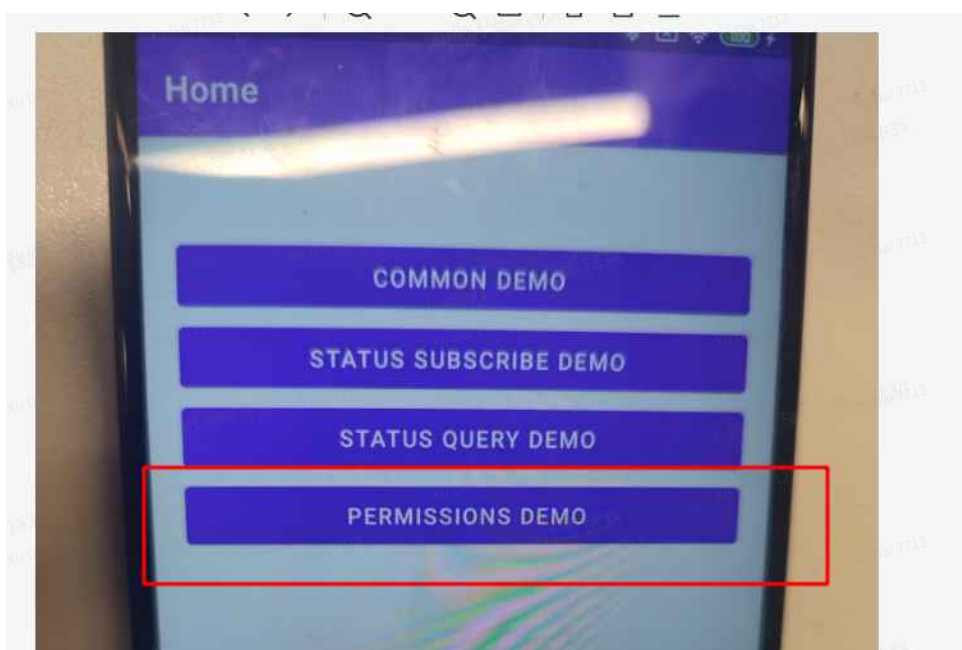 Home
COMMON DEMO
STATUS SUBSCRIBE DEMO
STATUS QUERY DEMO
PERMISSIONS DEMO